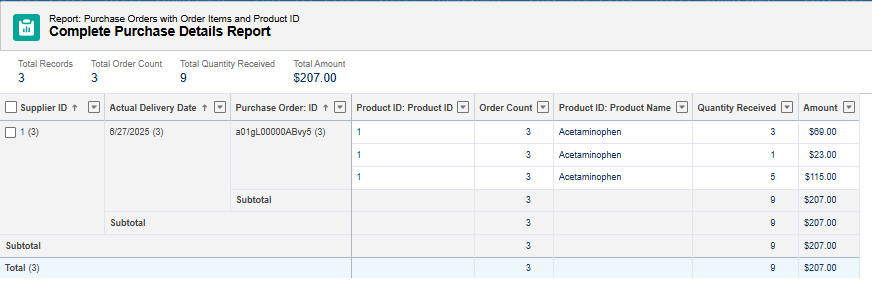 Report: Purchase Orders with Order Items and Product ID
Complete Purchase Details Report
Total Records Total Order Count Total Quantity Received Total Amount
3 3 9 $207.00
Supplier ID ↑ Actual Delivery Date ↑ Purchase Order: ID ↑ Product ID: Product ID Order Count Product ID: Product Name Quantity Received Amount
1 (3) 6/27/2025 (3) a01gL00000ABvy5 (3) 1 3 Acetaminophen 3 $69.00
1 3 Acetaminophen 1 $23.00
1 3 Acetaminophen 5 $115.00
Subtotal 3 9 $207.00
Subtotal 3 9 $207.00
Subtotal 3 9 $207.00
Total (3) 3 9 $207.00